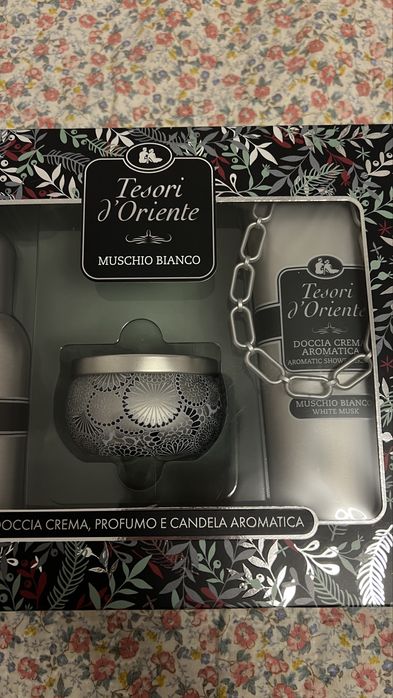 Tesori
d'Oriente
MUSCHIO BIANCO
Tesori
d'Oriente
DOCCIA CREMA
AROMATICA
AROMATIC SHOWER
MUSCHIO BIANCO
WHITE MUSK
DOCCIA CREMA, PROFUMO E CANDELA AROMATICA